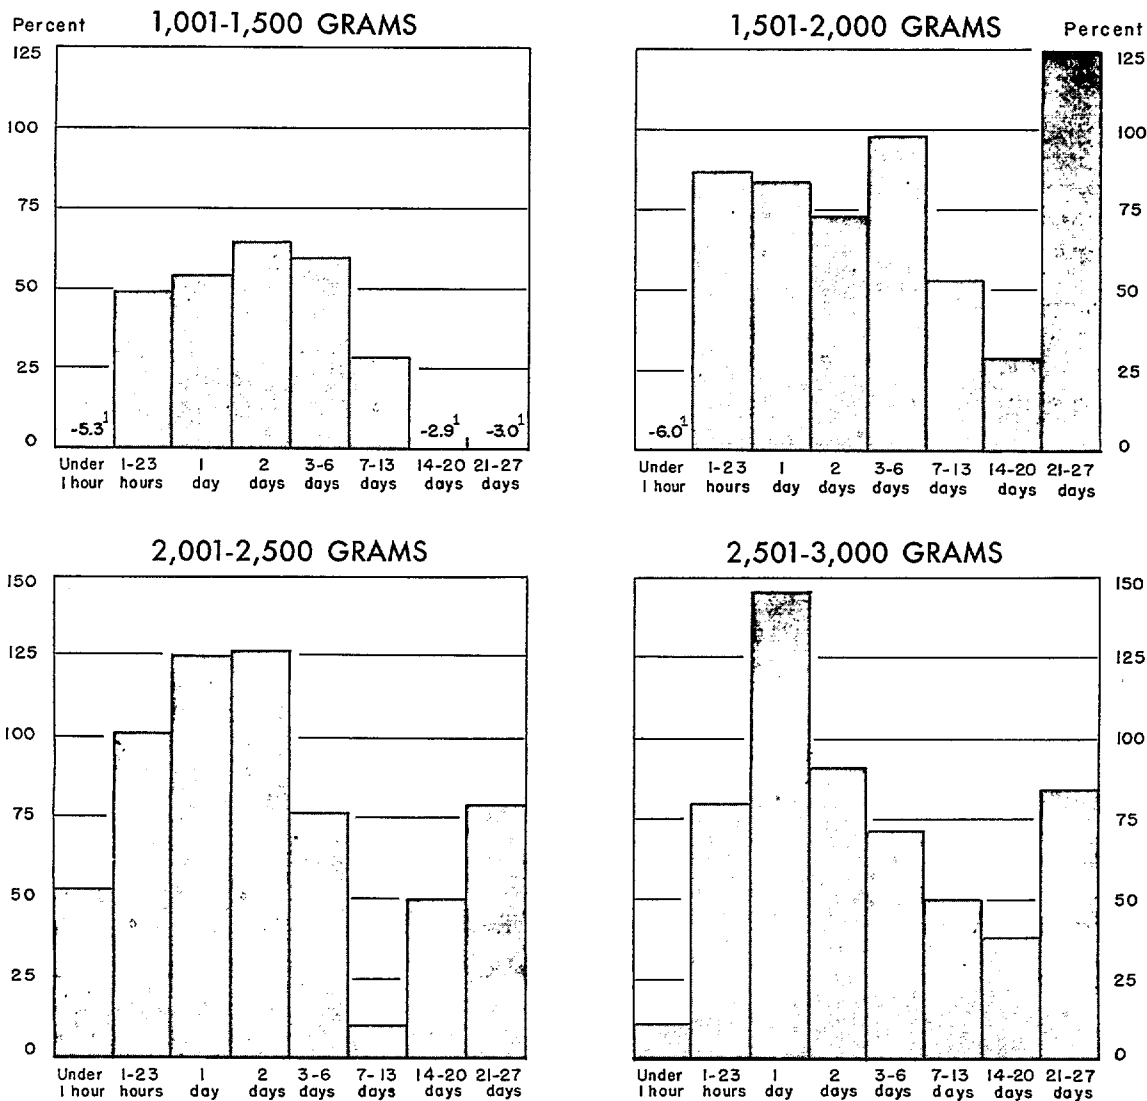 Percent
1,001-1,500 GRAMS
125
100
75
50
25
0
-5.3¹
-2.9¹
-3.0¹
Under 1-23 1 2 3-6 7-13 14-20 21-27
1 hour hours day days days days days days
1,501-2,000 GRAMS
Percent
125
100
75
50
25
0
-6.0¹
Under 1-23 1 2 3-6 7-13 14-20 21-27
1 hour hours day days days days days days
2,001-2,500 GRAMS
150
125
100
75
50
25
0
Under 1-23 1 2 3-6 7-13 14-20 21-27
1 hour hours day days days days days days
2,501-3,000 GRAMS
150
125
100
75
50
25
0
Under 1-23 1 2 3-6 7-13 14-20 21-27
1 hour hours day days days days days days